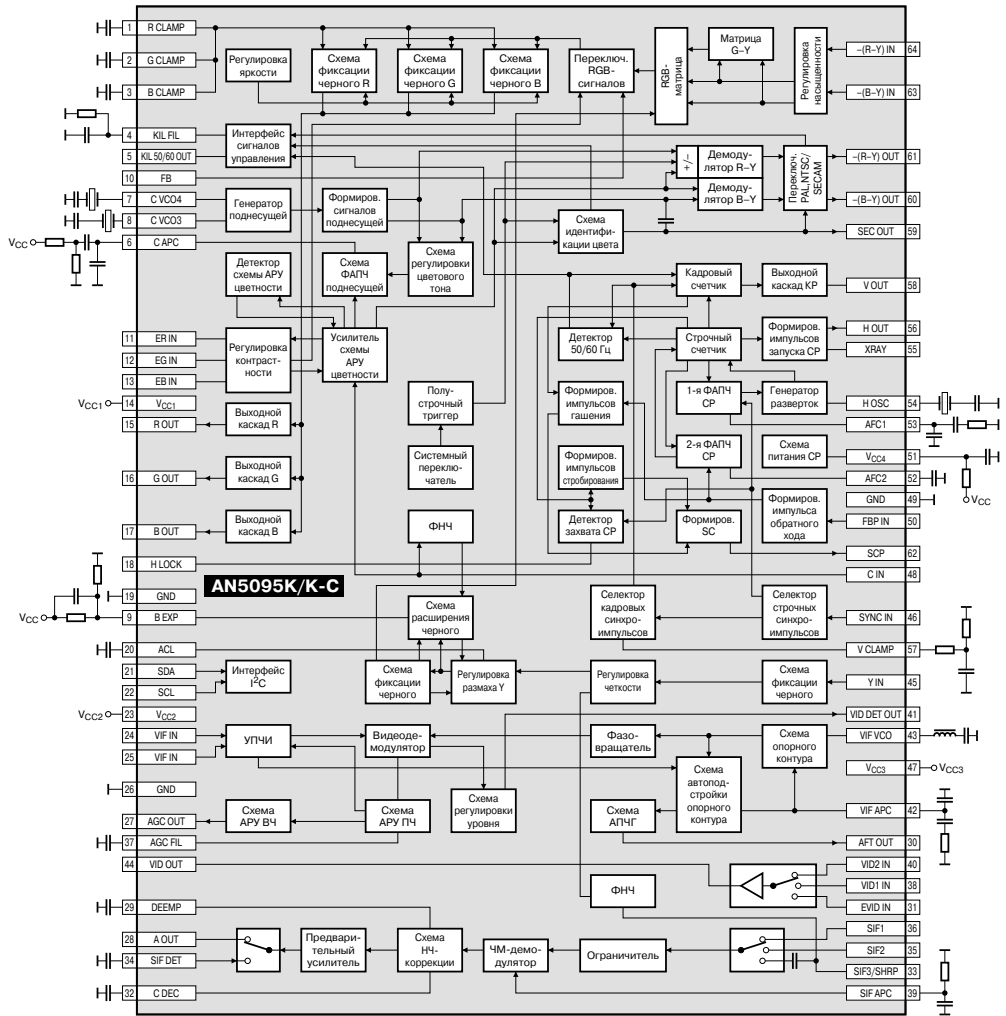 1 R CLAMP
2 G CLAMP
3 B CLAMP
4 KIL FIL
5 KIL 50/60 OUT
10 FB
7 C VCO4
8 C VCO3
VCC
6 C APC
11 ER IN
12 EG IN
13 EB IN
VCC1
14 VCC1
15 R OUT
16 G OUT
17 B OUT
18 H LOCK
19 GND
VCC
9 B EXP
20 ACL
21 SDA
22 SCL
VCC2
23 VCC2
24 VIF IN
25 VIF IN
26 GND
27 AGC OUT
37 AGC FIL
44 VID OUT
29 DEEMP
28 A OUT
34 SIF DET
32 C DEC
Регулировка
яркости
Схема
фиксации
черного R
Схема
фиксации
черного G
Схема
фиксации
черного B
Переключ.
RGB-
сигналов
RGB-
матрица
Матрица
G–Y
Регулировка
насыщенности
Интерфейс
сигналов
управления
+/–
Демоду-
лятор R–Y
Демоду-
лятор B–Y
Переключ.
PAL,NTSC/
SECAM
Генератор
поднесущей
Формиров.
сигналов
поднесущей
Схема
идентифи-
кации цвета
Детектор
схемы АРУ
цветности
Схема
ФАПЧ
поднесущей
Схема
регулировки
цветового
тона
Кадровый
счетчик
Выходной
каскад КР
Регулировка
контраст-
ности
Усилитель
схемы
АРУ
цветности
Детектор
50/60 Гц
Строчный
счетчик
Формиров.
импульсов
запуска СР
Выходной
каскад R
Полу-
строчный
триггер
Формиров.
импульсов
гашения
1-я ФАПЧ
СР
Генератор
разверток
Выходной
каскад G
Системный
переклю-
чатель
Формиров.
импульсов
стробирования
2-я ФАПЧ
СР
Схема
питания СР
Выходной
каскад B
ФНЧ
Детектор
захвата СР
Формиров.
SC
Формиров.
импульса
обратного
хода
AN5095K/K-C
Схема
расширения
черного
Селектор
кадровых
синхро-
импульсов
Селектор
строчных
синхро-
импульсов
Интерфейс
I2C
Схема
фиксации
черного
Регулировка
размаха Y
Регулировка
четкости
Схема
фиксации
черного
УПЧИ
Видеоде-
модулятор
Фазо-
вращатель
Схема
опорного
контура
Схема
АРУ ВЧ
Схема
АРУ ПЧ
Схема
регулировки
уровня
Схема
АПЧГ
Схема
автопод-
стройки
опорного
контура
ФНЧ
Предвари-
тельный
усилитель
Схема
НЧ-
коррекции
ЧМ-демо-
дулятор
Ограничитель
–(R–Y) IN 64
–(B–Y) IN 63
–(R–Y) OUT 61
–(B–Y) OUT 60
SEC OUT 59
V OUT 58
H OUT 56
XRAY 55
H OSC 54
AFC1 53
VCC4 51
AFC2 52
GND 49
VCC
FBP IN 50
SCP 62
C IN 48
SYNC IN 46
V CLAMP 57
Y IN 45
VID DET OUT 41
VIF VCO 43
VCC3 47
VCC3
VIF APC 42
AFT OUT 30
VID2 IN 40
VID1 IN 38
EVID IN 31
SIF1 36
SIF2 35
SIF3/SHRP 33
SIF APC 39